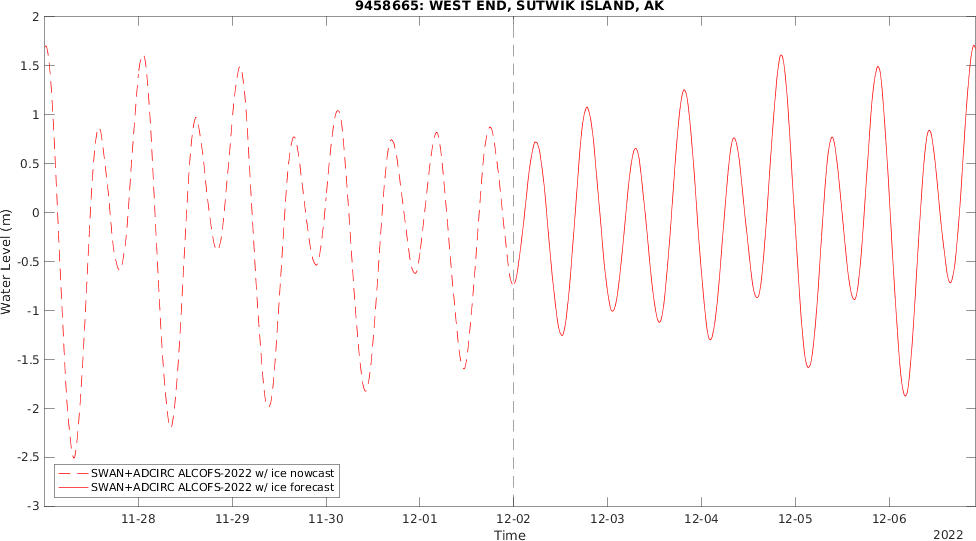 9458665: WEST END, SUTWIK ISLAND, AK
2
1.5
1
0.5
0
-0.5
-1
-1.5
-2
-2.5
-3
Water Level (m)
SWAN+ADCIRC ALCOFS-2022 w/ ice nowcast
SWAN+ADCIRC ALCOFS-2022 w/ ice forecast
11-28 11-29 11-30 12-01 12-02 12-03 12-04 12-05 12-06
Time
2022